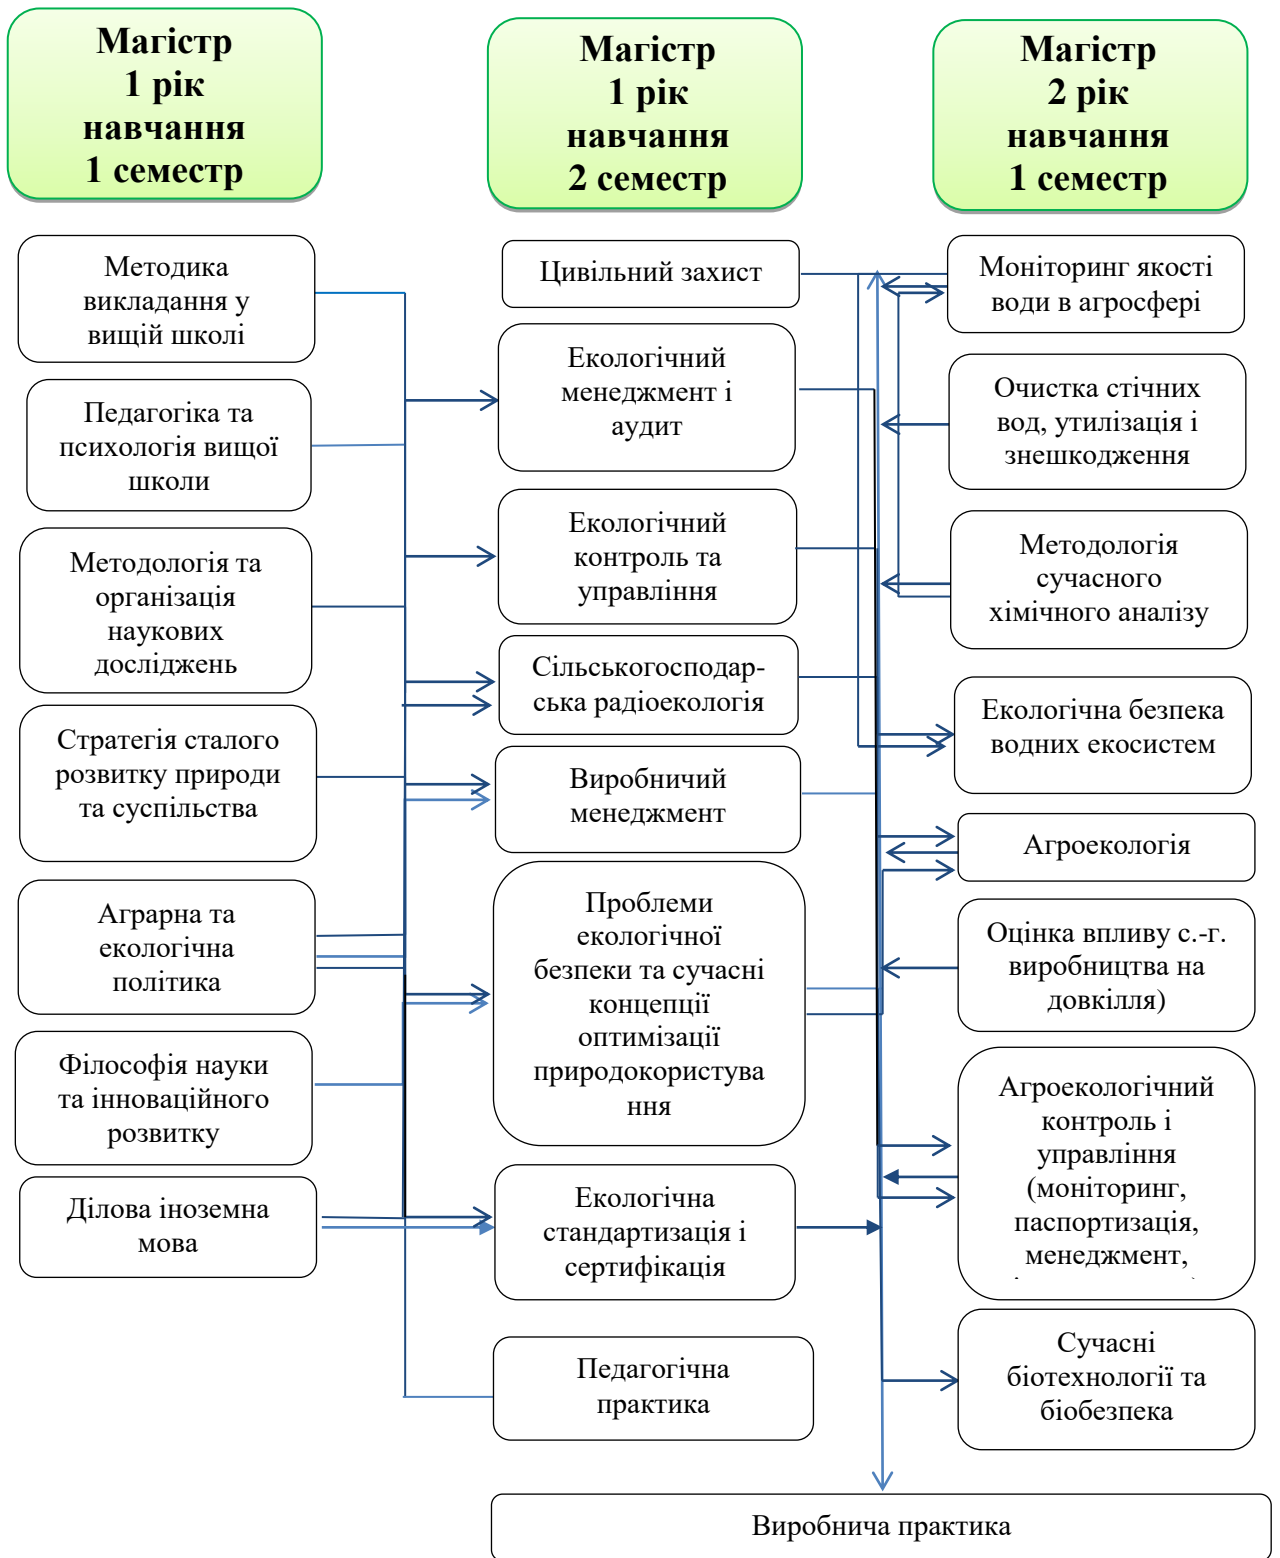 Магістр
1 рік
навчання
1 семестр
Магістр
1 рік
навчання
2 семестр
Магістр
2 рік
навчання
1 семестр
Методика
викладання у
вищій школі
Педагогіка та
психологія вищої
школи
Методологія та
організація
наукових
досліджень
Стратегія сталого
розвитку природи
та суспільства
Аграрна та
екологічна
політика
Філософія науки
та інноваційного
розвитку
Ділова іноземна
мова
Цивільний захист
Екологічний
менеджмент і
аудит
Екологічний
контроль та
управління
Сільськогосподар-
ська радіоекологія
Виробничий
менеджмент
Проблеми
екологічної
безпеки та сучасні
концепції
оптимізації
природокористува
ння
Екологічна
стандартизація і
сертифікація
Педагогічна
практика
Моніторинг якості
води в агросфері
Очистка стічних
вод, утилізація і
знешкодження
Методологія
сучасного
хімічного аналізу
Екологічна безпека
водних екосистем
Агроекологія
Оцінка впливу с.-г.
виробництва на
довкілля)
Агроекологічний
контроль і
управління
(моніторинг,
паспортизація,
менеджмент,
Сучасні
біотехнології та
біобезпека
Виробнича практика